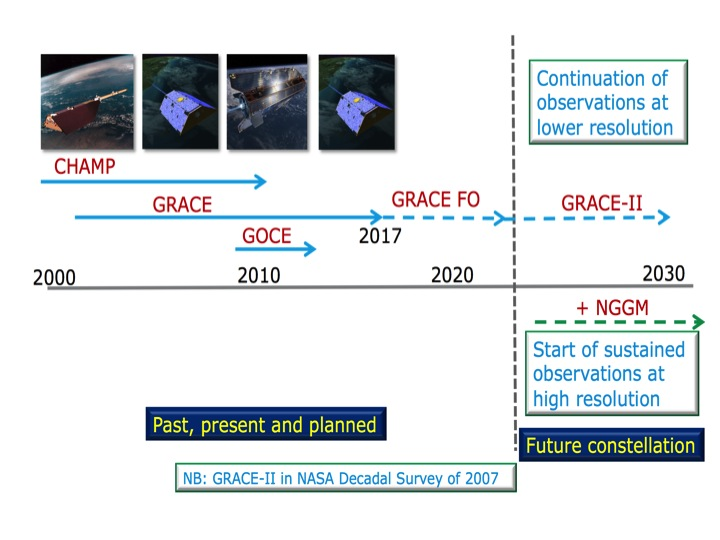 Continuation of
observations at
lower resolution
CHAMP
GRACE
GRACE FO
GRACE-II
GOCE
2017
2000
2010
2020
2030
+ NGGM
Start of sustained
observations at
high resolution
Past, present and planned
Future constellation
NB: GRACE-II in NASA Decadal Survey of 2007